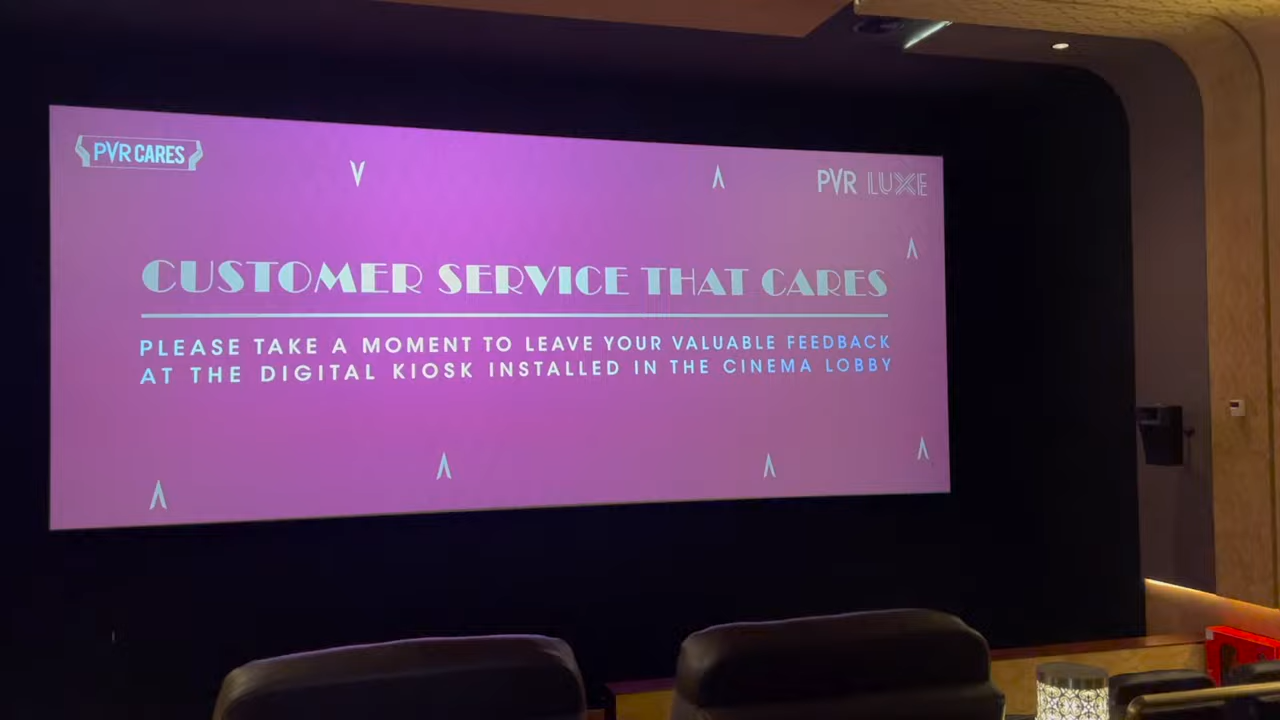 PVR CARES
PVR LUXE
CUSTOMER SERVICE THAT CARES
PLEASE TAKE A MOMENT TO LEAVE YOUR VALUABLE FEEDBACK
AT THE DIGITAL KIOSK INSTALLED IN THE CINEMA LOBBY